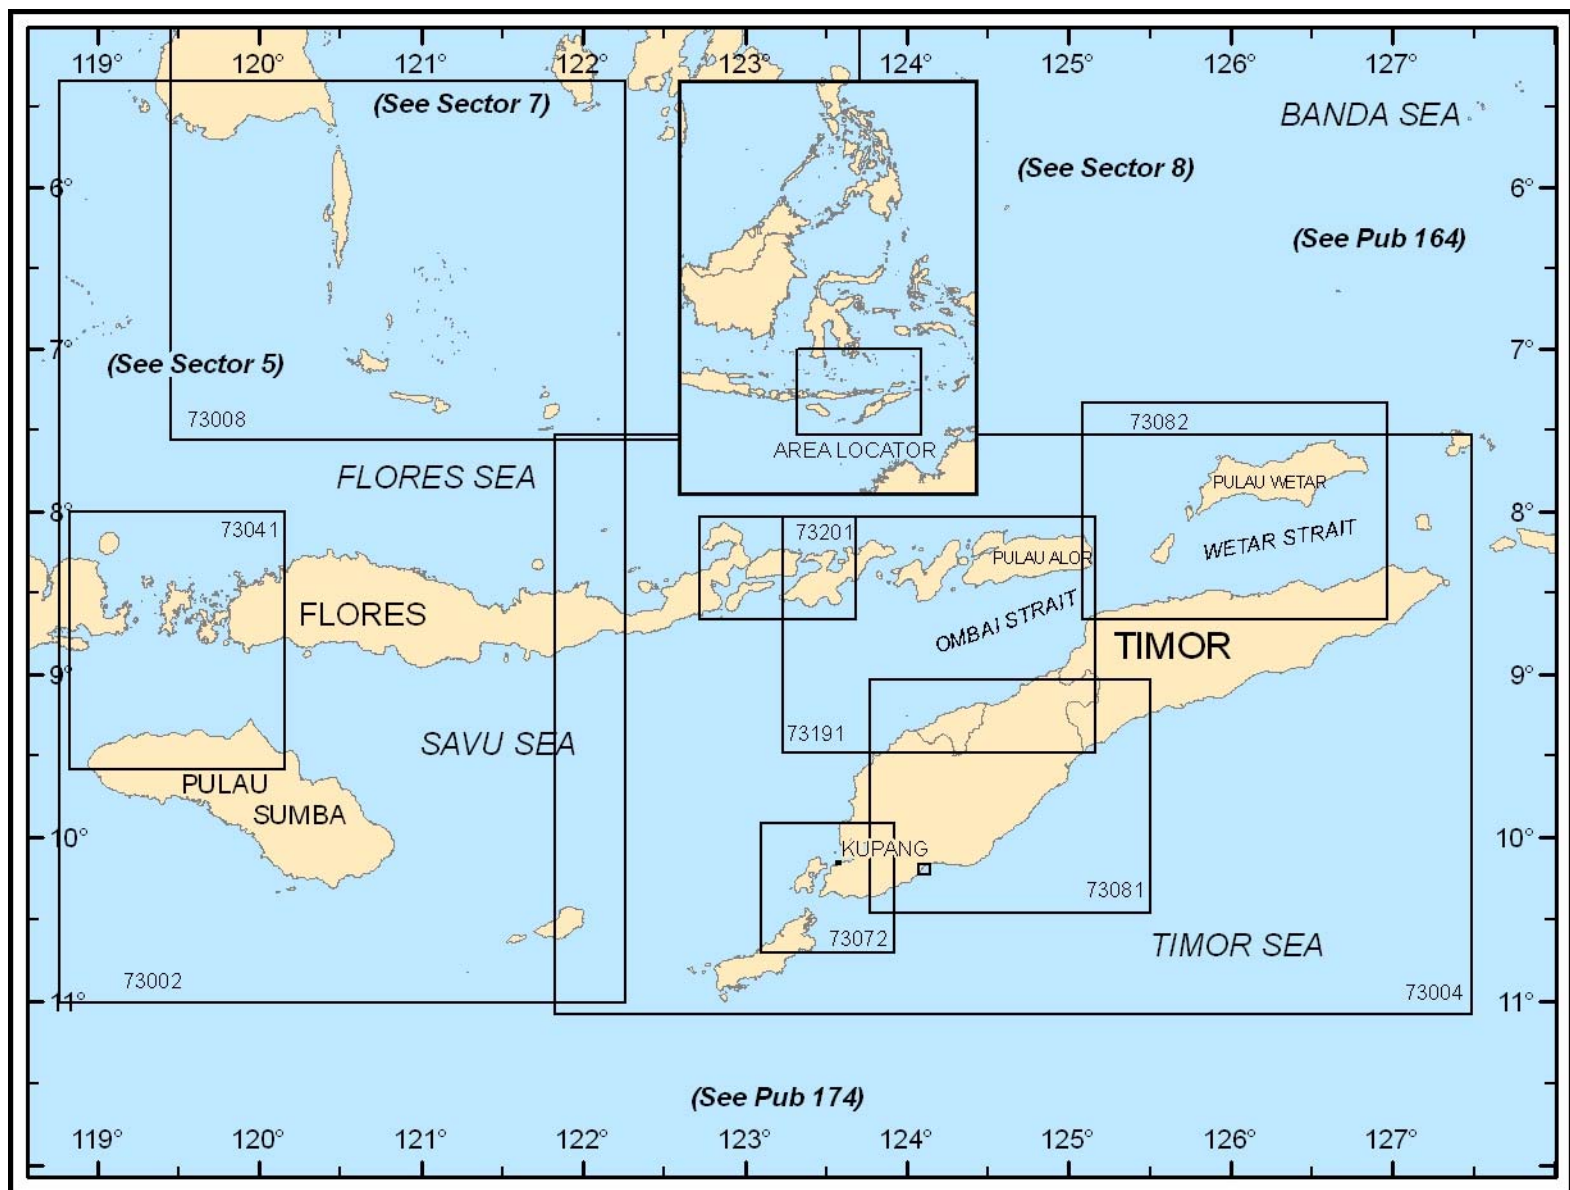 119° 120° 121° 122° 123° 124° 125° 126° 127°
(See Sector 7)
BANDA SEA
(See Sector 8)
6° 6°
(See Pub 164)
7° 7°
(See Sector 5)
73008
73082
AREA LOCATOR
FLORES SEA
PULAU WETAR
8° 8°
73041
73201
WETAR STRAIT
PULAU ALOR
FLORES
OMBAI STRAIT
TIMOR
9° 9°
73191
SAVU SEA
PULAU
SUMBA
10° 10°
KUPANG
73081
73072
TIMOR SEA
73002
73004
11° 11°
(See Pub 174)
119° 120° 121° 122° 123° 124° 125° 126° 127°